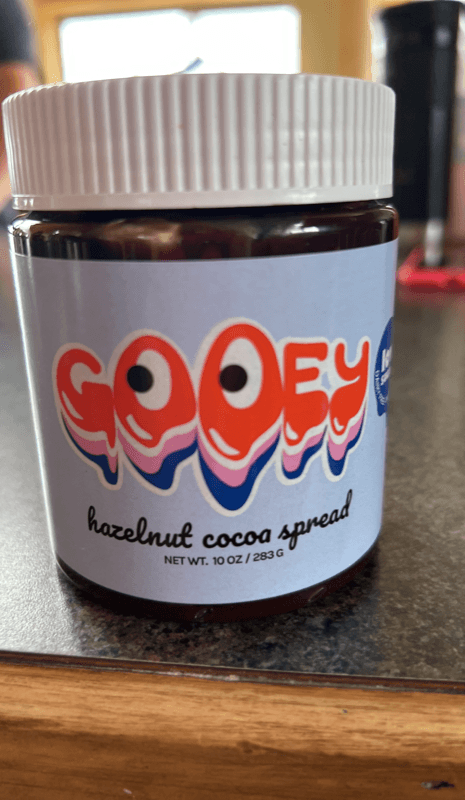 GOOEY
hazelnut cocoa spread
NET WT. 10 OZ / 283 G